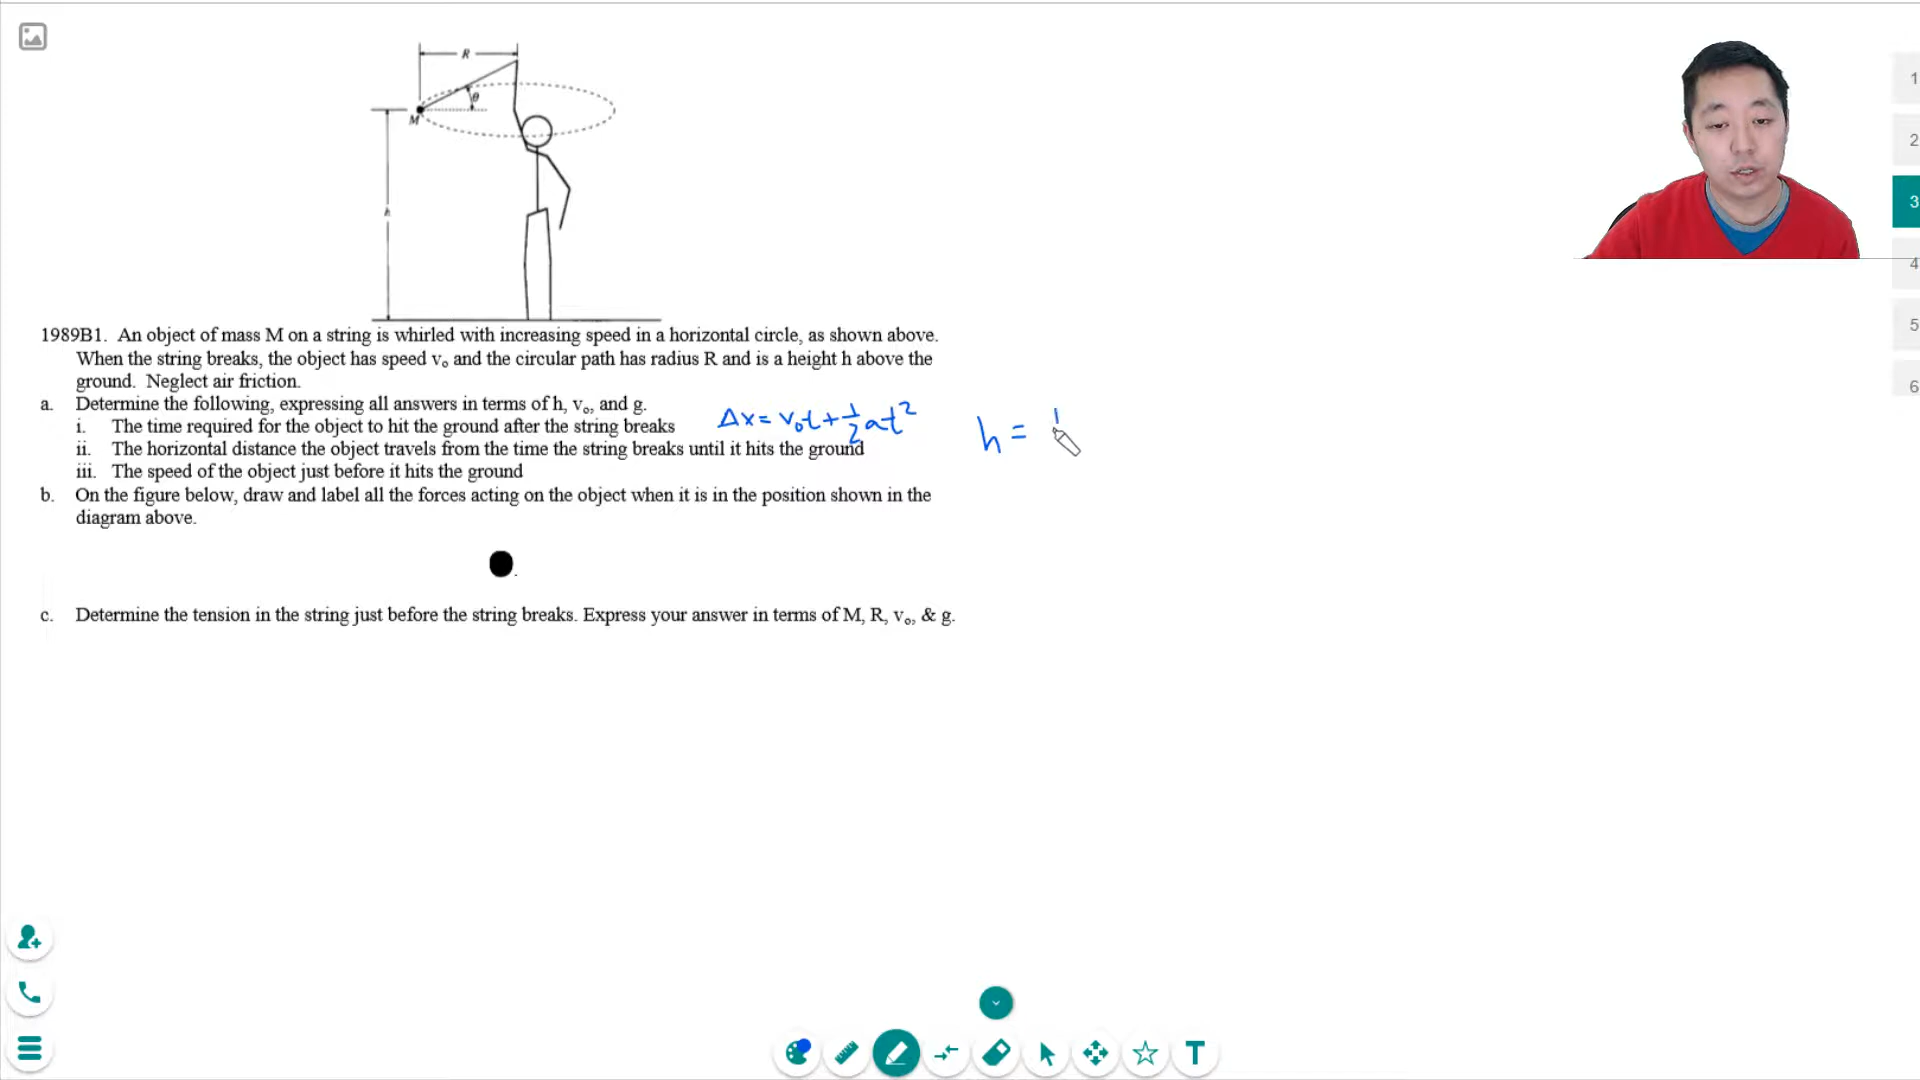 R
θ
M
h
1989B1. An object of mass M on a string is whirled with increasing speed in a horizontal circle, as shown above.
When the string breaks, the object has speed vₒ and the circular path has radius R and is a height h above the
ground. Neglect air friction.
a. Determine the following, expressing all answers in terms of h, vₒ, and g.
i. The time required for the object to hit the ground after the string breaks
Δx = v₀t + 1/2 at²
h = 1
ii. The horizontal distance the object travels from the time the string breaks until it hits the ground
iii. The speed of the object just before it hits the ground
b. On the figure below, draw and label all the forces acting on the object when it is in the position shown in the
diagram above.
c. Determine the tension in the string just before the string breaks. Express your answer in terms of M, R, vₒ, & g.
1
2
3
4
5
6
T